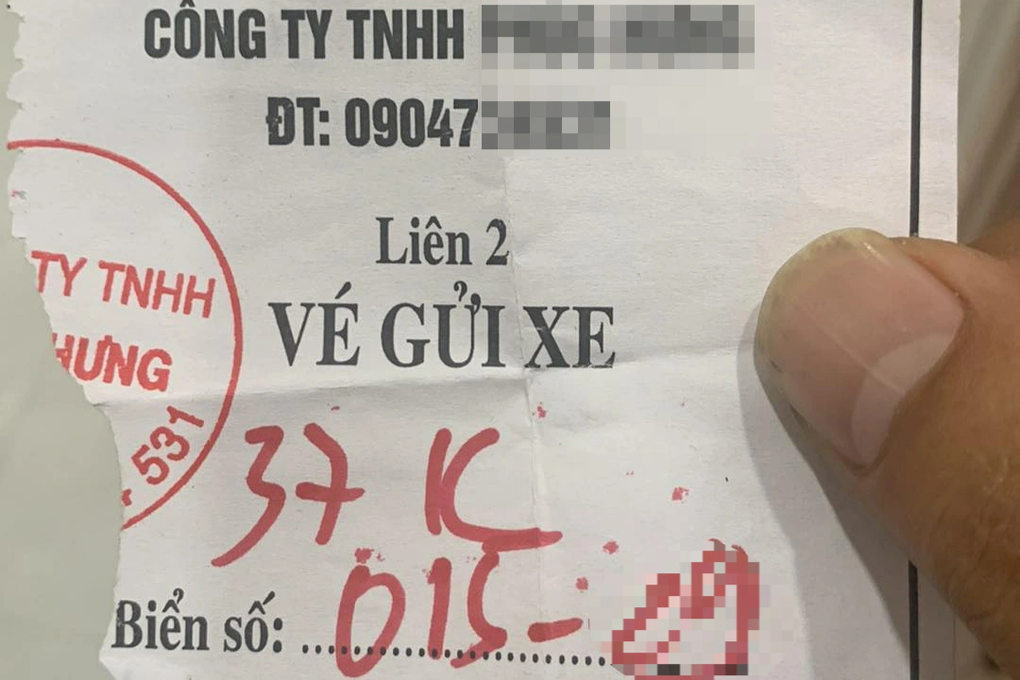 CÔNG TY TNHH
ĐT: 09047
Liên 2
TY TNHH
HƯNG
531
VÉ GỬI XE
37 K
Biển số: 015-